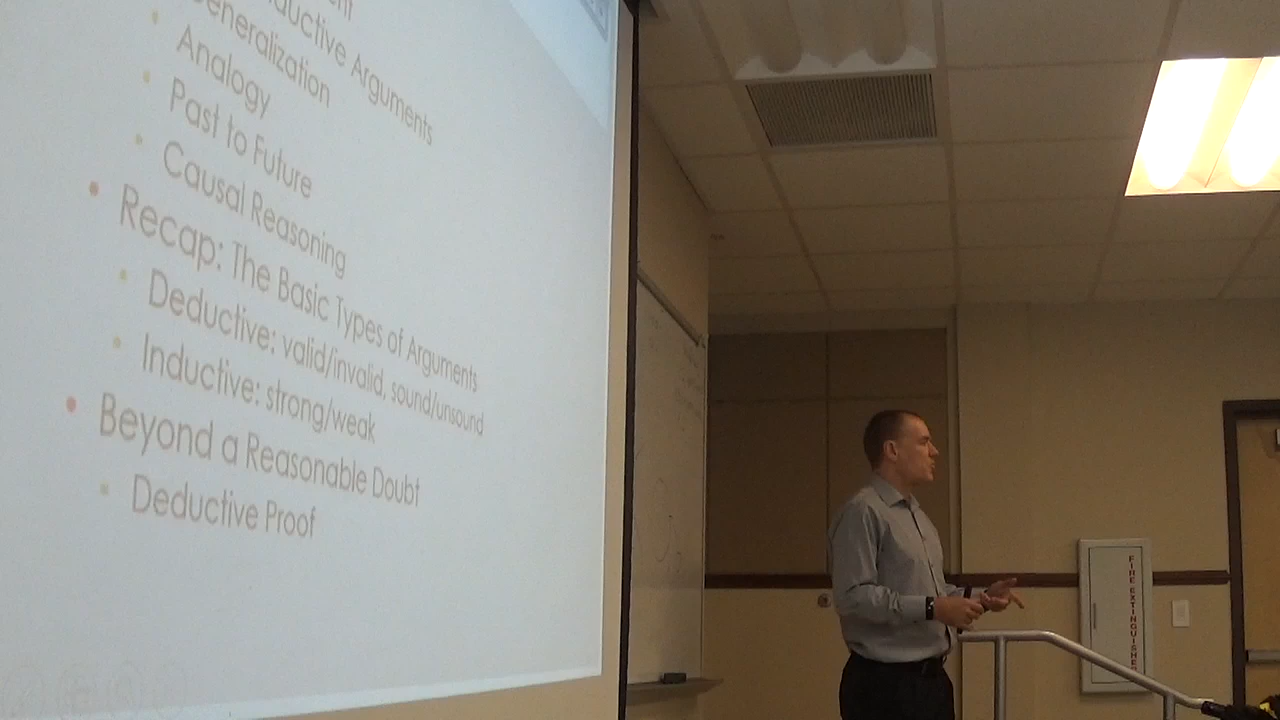 Inductive Arguments
Generalization
Analogy
Past to Future
Causal Reasoning
Recap: The Basic Types of Arguments
Deductive: valid/invalid, sound/unsound
Inductive: strong/weak
Beyond a Reasonable Doubt
Deductive Proof
FIRE EXTINGUISHER